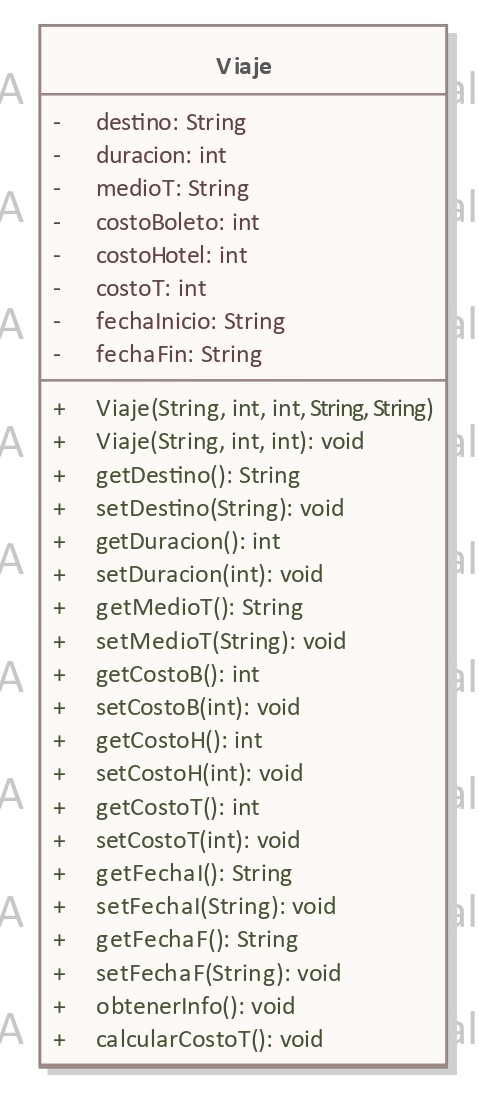 Viaje
- destino: String
- duracion: int
- medioT: String
- costoBoleto: int
- costoHotel: int
- costoT: int
- fechaInicio: String
- fechaFin: String
+ Viaje(String, int, int, String, String)
+ Viaje(String, int, int): void
+ getDestino(): String
+ setDestino(String): void
+ getDuracion(): int
+ setDuracion(int): void
+ getMedioT(): String
+ setMedioT(String): void
+ getCostoB(): int
+ setCostoB(int): void
+ getCostoH(): int
+ setCostoH(int): void
+ getCostoT(): int
+ setCostoT(int): void
+ getFechaI(): String
+ setFechaI(String): void
+ getFechaF(): String
+ setFechaF(String): void
+ obtenerInfo(): void
+ calcularCostoT(): void